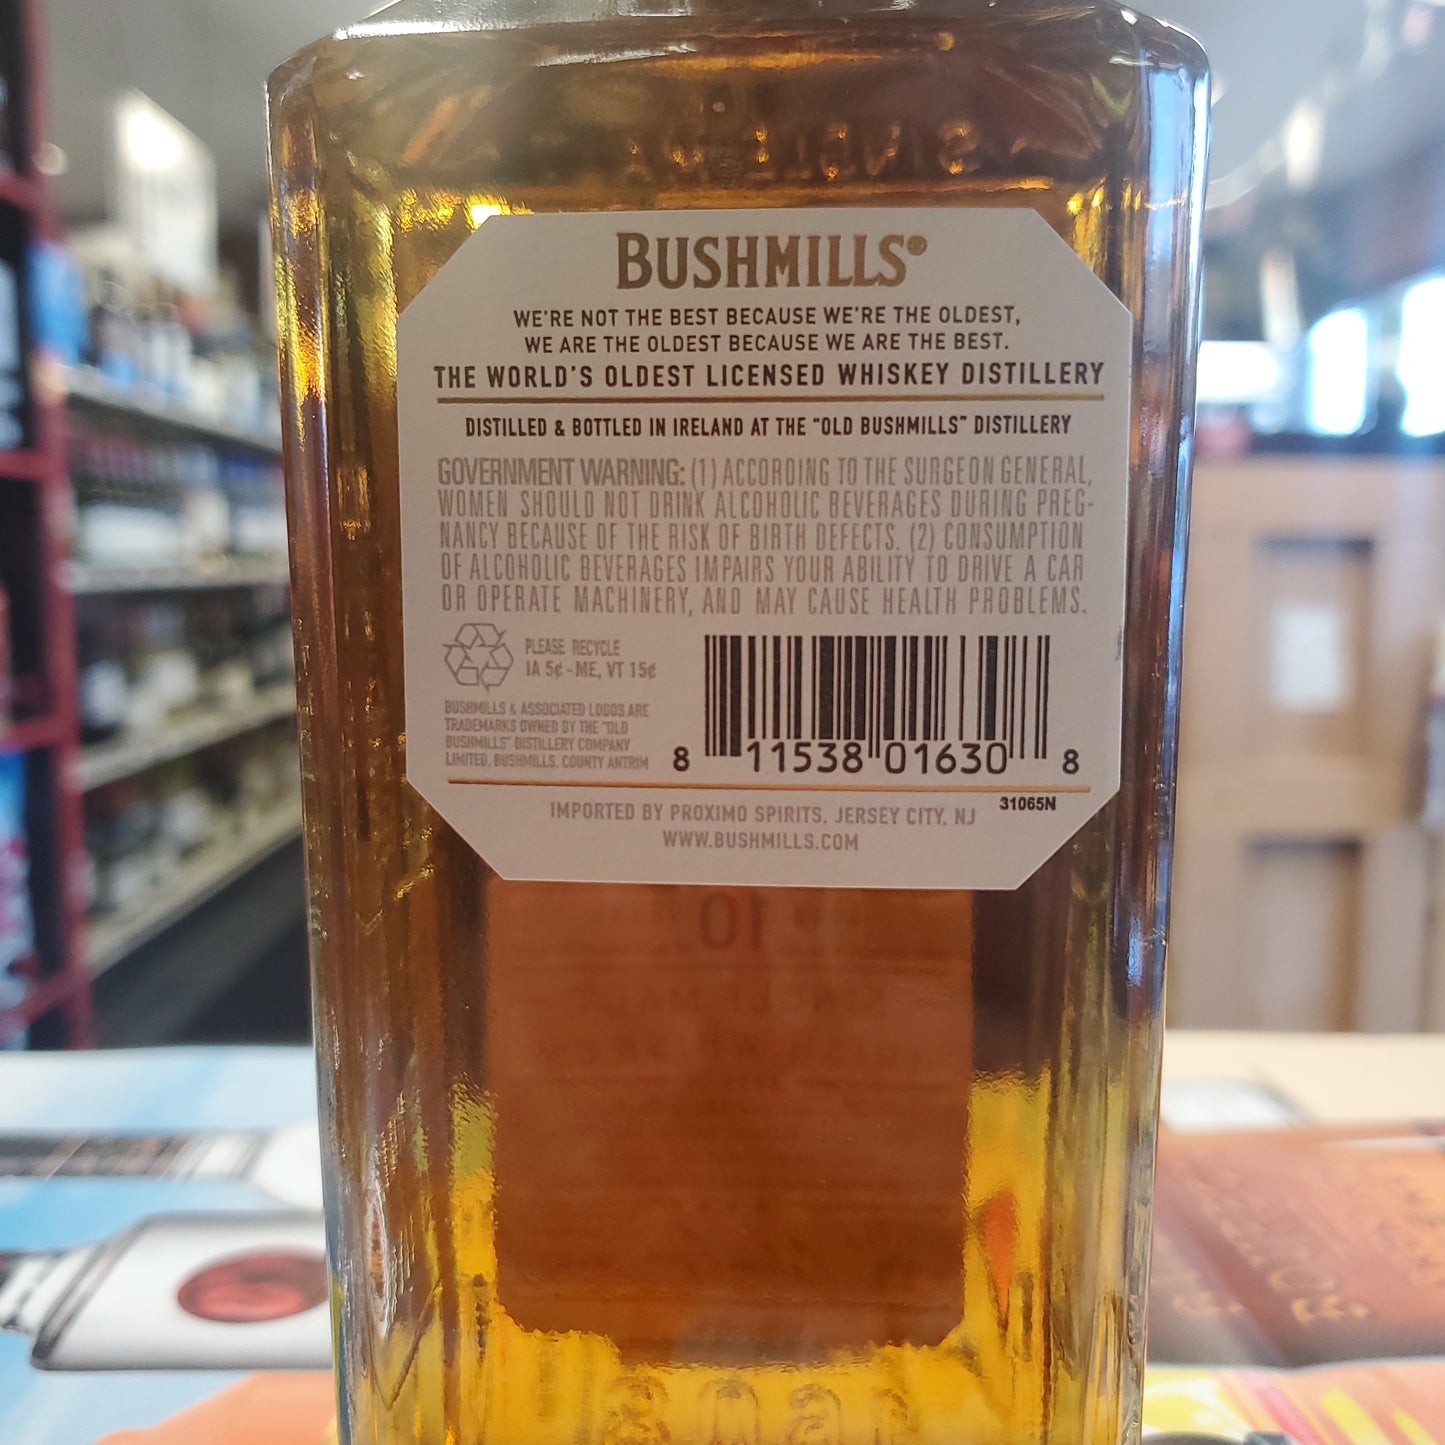 BUSHMILLS®
WE'RE NOT THE BEST BECAUSE WE'RE THE OLDEST,
WE ARE THE OLDEST BECAUSE WE ARE THE BEST.
THE WORLD'S OLDEST LICENSED WHISKEY DISTILLERY
DISTILLED & BOTTLED IN IRELAND AT THE "OLD BUSHMILLS" DISTILLERY
GOVERNMENT WARNING: (1) ACCORDING TO THE SURGEON GENERAL,
WOMEN SHOULD NOT DRINK ALCOHOLIC BEVERAGES DURING PREG-
NANCY BECAUSE OF THE RISK OF BIRTH DEFECTS. (2) CONSUMPTION
OF ALCOHOLIC BEVERAGES IMPAIRS YOUR ABILITY TO DRIVE A CAR
OR OPERATE MACHINERY, AND MAY CAUSE HEALTH PROBLEMS.
PLEASE RECYCLE
IA 5¢ - ME, VT 15¢
BUSHMILLS & ASSOCIATED LOGOS ARE
TRADEMARKS OWNED BY THE "OLD
BUSHMILLS" DISTILLERY COMPANY
LIMITED, BUSHMILLS, COUNTY ANTRIM
8 11538 01630 8
31065N
IMPORTED BY PROXIMO SPIRITS, JERSEY CITY, NJ
WWW.BUSHMILLS.COM
10
SINGLE MALT
1608